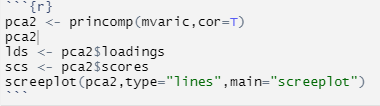 ```{r}
pca2 <- princomp(mvaric,cor=T)
pca2
lds <- pca2$loadings
scs <- pca2$scores
screeplot(pca2,type="lines",main="screeplot")
```